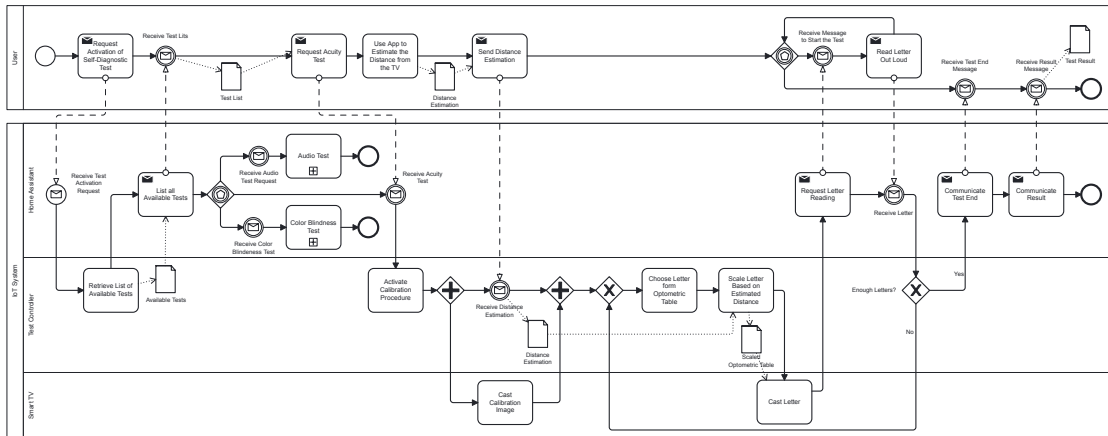 User
Request
Activation of
Self-Diagnostic
Test
Receive Test Lits
Test List
Request Acuity
Test
Use App to
Estimate the
Distance from
the TV
Distance
Estimation
Send Distance
Estimation
Receive Message
to Start the Test
Read Letter
Out Loud
Receive Test End
Message
Receive Result
Message
Test Result
IoT System
Home Assistant
Receive Test
Activation
Request
List all
Available Tests
Receive Audio
Test Request
Audio Test
Receive Color
Blindeness Test
Color Blindness
Test
Receive Acuity
Test
Request Letter
Reading
Receive Letter
Communicate
Test End
Communicate
Result
Test Controller
Retrieve List of
Available Tests
Available Tests
Activate
Calibration
Procedure
Receive Distance
Estimation
Distance
Estimation
Choose Letter
form
Optometric
Table
Scale Letter
Based on
Estimated
Distance
Scaled
Optometric Table
Enough Letters?
Yes
No
Smart TV
Cast
Calibration
Image
Cast Letter